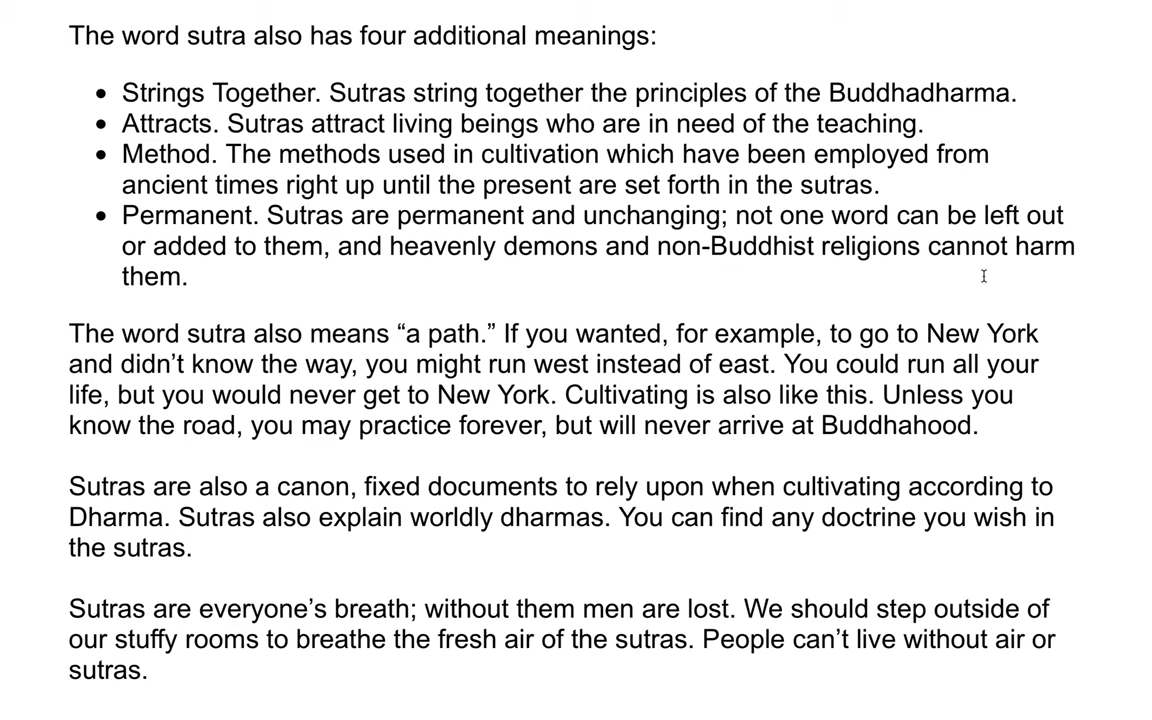 The word sutra also has four additional meanings:
• Strings Together. Sutras string together the principles of the Buddhadharma.
• Attracts. Sutras attract living beings who are in need of the teaching.
• Method. The methods used in cultivation which have been employed from
ancient times right up until the present are set forth in the sutras.
• Permanent. Sutras are permanent and unchanging; not one word can be left out
or added to them, and heavenly demons and non-Buddhist religions cannot harm
them.
The word sutra also means “a path.” If you wanted, for example, to go to New York
and didn’t know the way, you might run west instead of east. You could run all your
life, but you would never get to New York. Cultivating is also like this. Unless you
know the road, you may practice forever, but will never arrive at Buddhahood.
Sutras are also a canon, fixed documents to rely upon when cultivating according to
Dharma. Sutras also explain worldly dharmas. You can find any doctrine you wish in
the sutras.
Sutras are everyone’s breath; without them men are lost. We should step outside of
our stuffy rooms to breathe the fresh air of the sutras. People can’t live without air or
sutras.